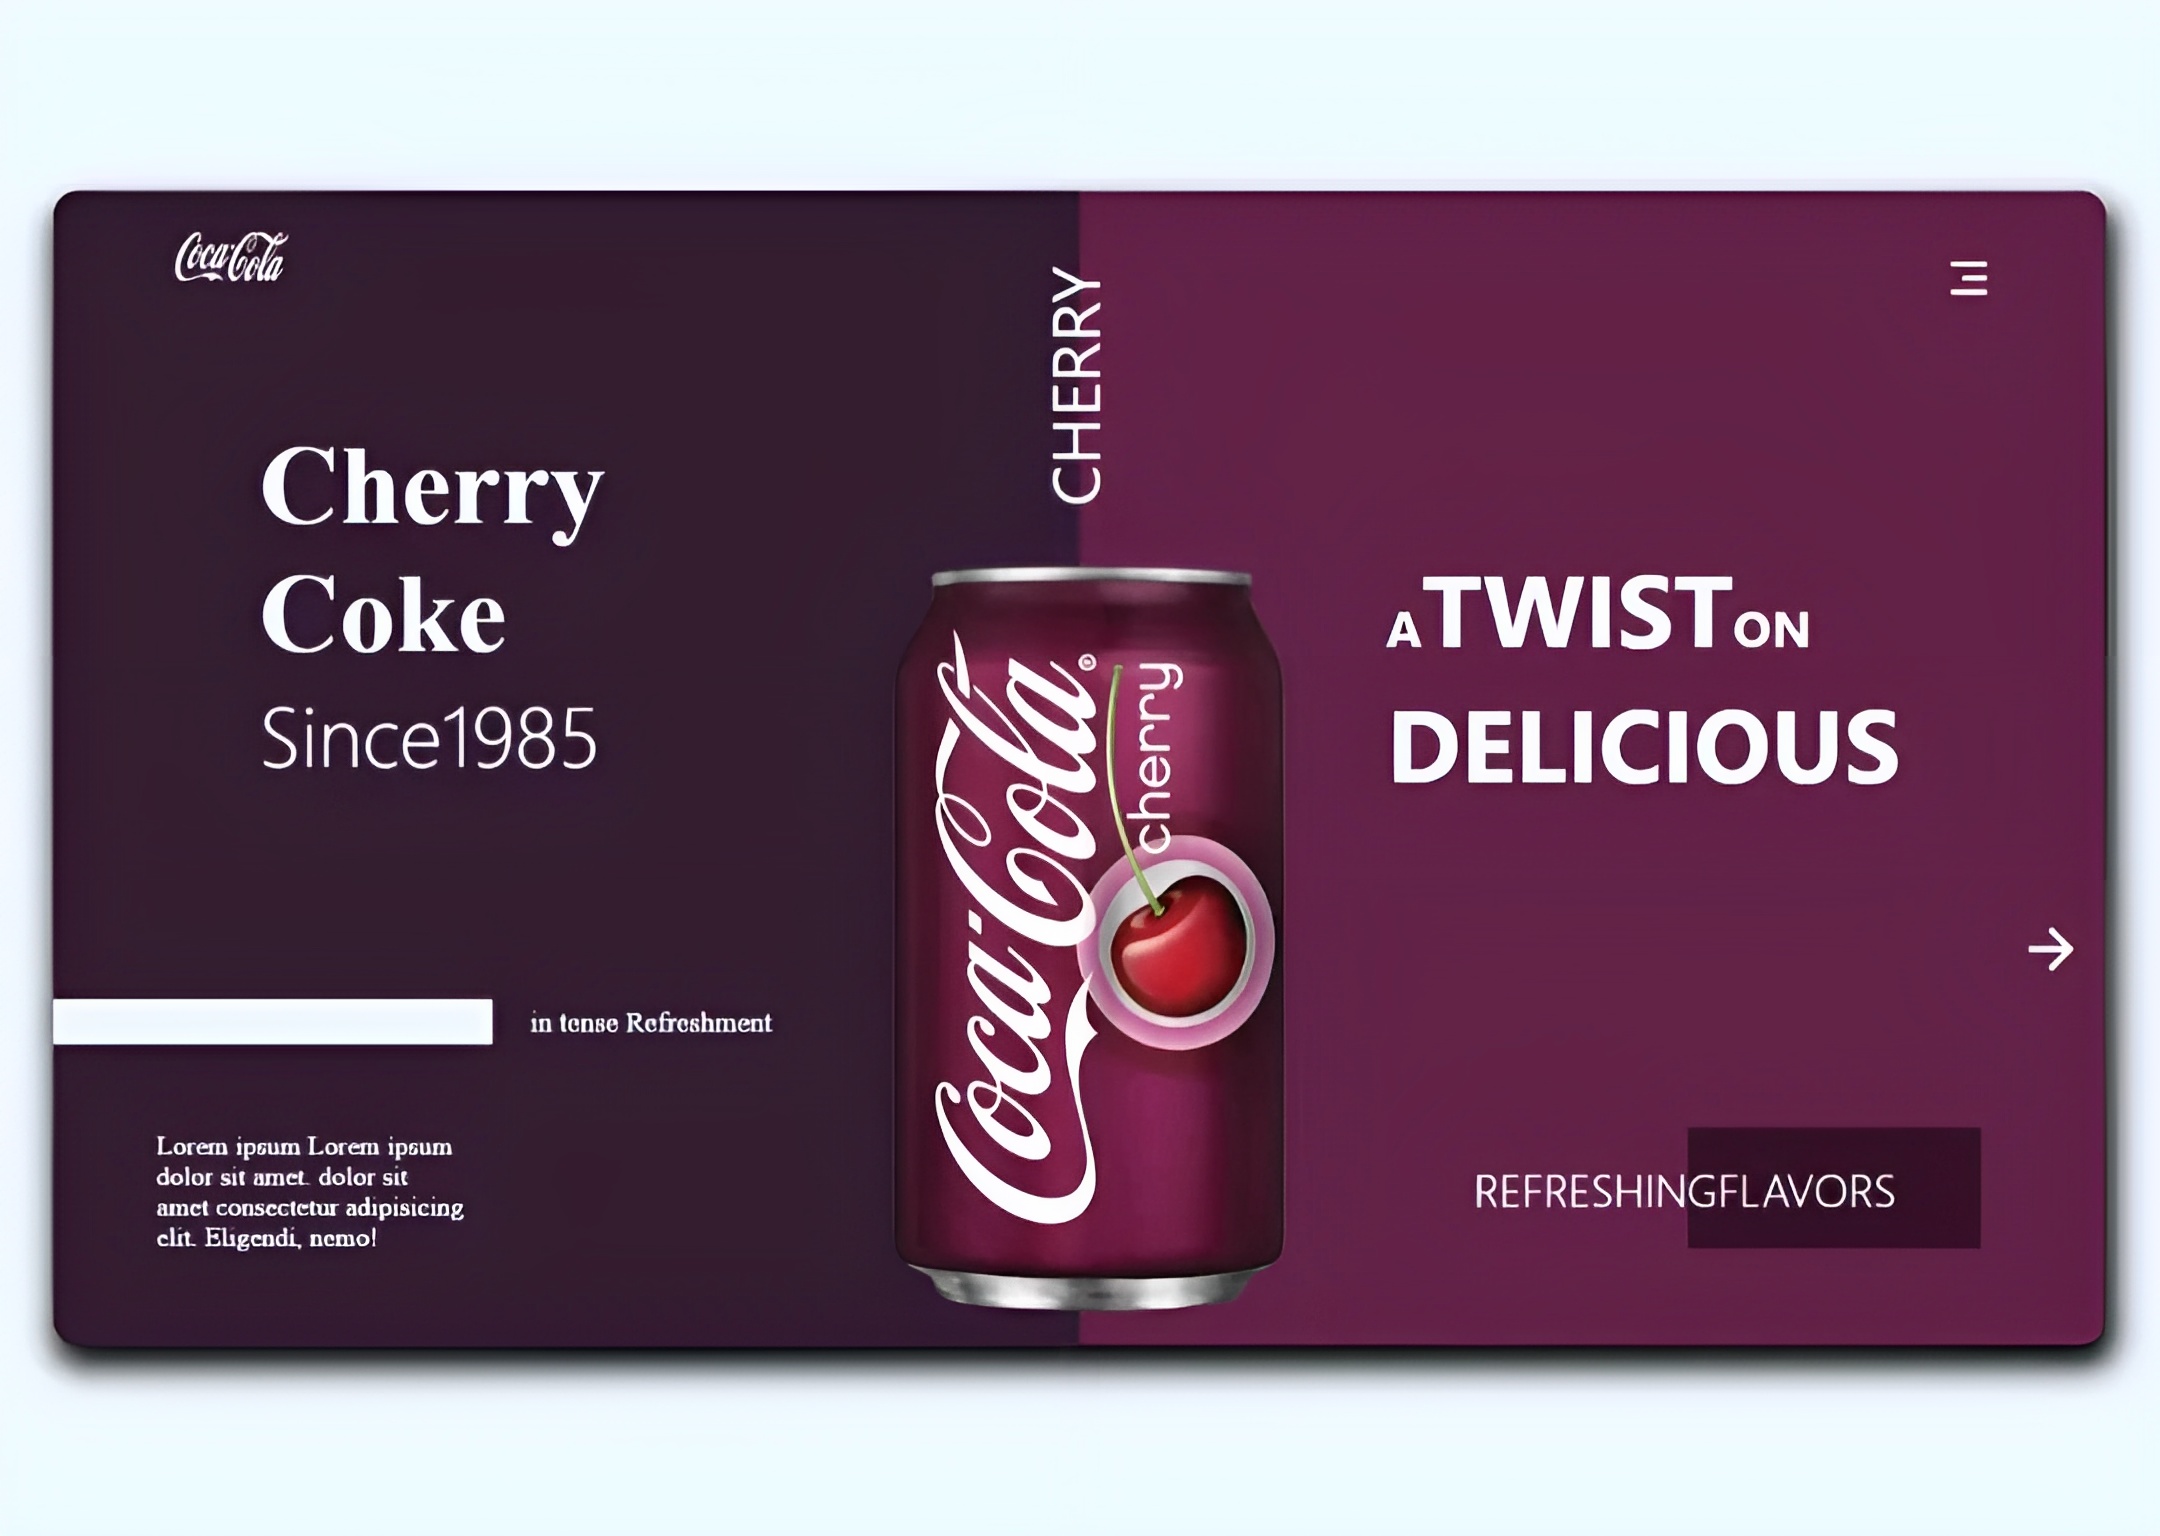 Coca-Cola
CHERRY
Cherry
Coke
Since1985
A TWIST ON
DELICIOUS
Coca-Cola
cherry
in tense Refreshment
Lorem ipsum Lorem ipsum
dolor sit amet. dolor sit
amet consectetur adipisicing
elit. Eligendi, nemo!
REFRESHINGFLAVORS